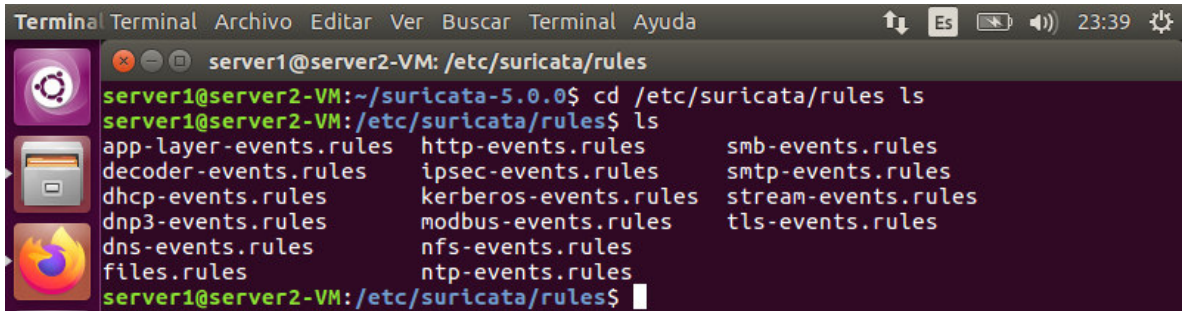 Terminal Terminal Archivo Editar Ver Buscar Terminal Ayuda Es 23:39
server1@server2-VM: /etc/suricata/rules
server1@server2-VM:~/suricata-5.0.0$ cd /etc/suricata/rules ls
server1@server2-VM:/etc/suricata/rules$ ls
app-layer-events.rules http-events.rules smb-events.rules
decoder-events.rules ipsec-events.rules smtp-events.rules
dhcp-events.rules kerberos-events.rules stream-events.rules
dnp3-events.rules modbus-events.rules tls-events.rules
dns-events.rules nfs-events.rules
files.rules ntp-events.rules
server1@server2-VM:/etc/suricata/rules$